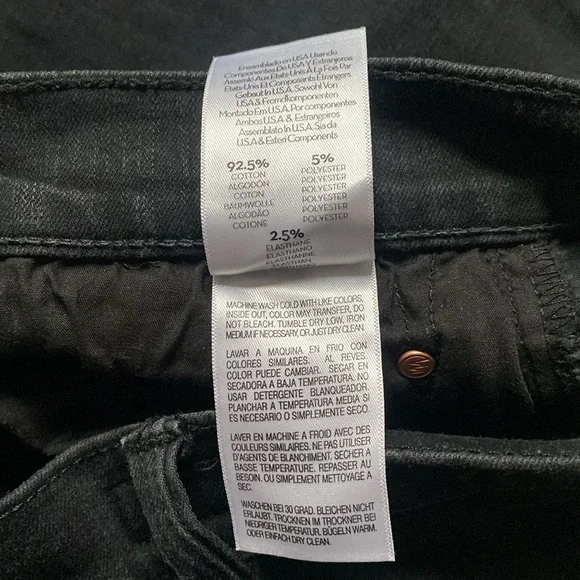 Ensamblado en USA Usando
Componentes De USA Y Extranjeros
Assemblé Aux Etats-Unis À La Fois Par
Etats-Unis Et Composants Étrangers
Gebaut In U.S.A. Sowohl Von
USA & Fremdkomponenten
Montado Em U.S.A. Por componentes
Ambos U.S.A & Estrangeiros
Assemblato In U.S.A. Sia da
U.S.A & Esteri Componenti
92.5%
COTTON
ALGODÓN
COTON
BAUMWOLLE
ALGODÃO
COTONE
5%
POLYESTER
POLYESTER
POLYESTER
POLYESTER
POLYESTER
POLYESTER
2.5%
ELASTHANE
ELASTHANO
ELASTHANNE
ELASTHAN
MACHINE WASH COLD WITH LIKE COLORS,
INSIDE OUT, COLOR MAY TRANSFER, DO
NOT BLEACH. TUMBLE DRY LOW, IRON
MEDIUM IF NECESSARY, OR JUST DRY CLEAN.
LAVAR A MAQUINA EN FRIO CON
COLORES SIMILARES. AL REVES.
COLOR PUEDE CAMBIAR. SECAR EN
SECADORA A BAJA TEMPERATURA. NO
USAR DETERGENTE BLANQUEADOR
PLANCHAR A TEMPERATURA MEDIA SI
ES NECESARIO O SIMPLEMENTE SECO.
LAVER EN MACHINE A FROID AVEC DES
COULEURS SIMILAIRES. NE PAS UTILISER
D'AGENTS DE BLANCHIMENT. SECHER A
BASSE TEMPERATURE. REPASSER AU
BESOIN. OU SIMPLEMENT METTOYAGE A
SEC.
WASCHEN BEI 30 GRAD. BLEICHEN NICHT
ERLAUBT. TROCKNEN IM TROCKNER BEI
NIEDRIGER TEMPERATUR. BÜGELN WARM.
ODER EINFACH DRY CLEAN.